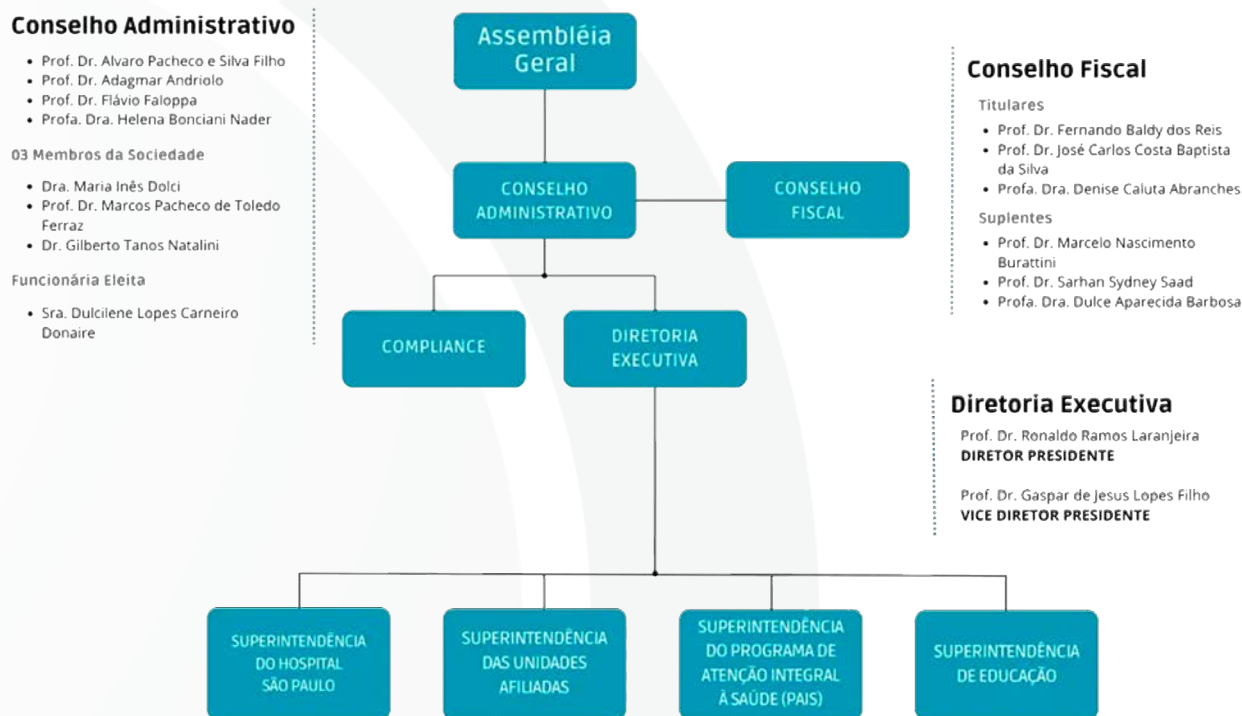 Conselho Administrativo
• Prof. Dr. Alvaro Pacheco e Silva Filho
• Prof. Dr. Adagmar Andriolo
• Prof. Dr. Flávio Faloppa
• Profa. Dra. Helena Bonciani Nader
03 Membros da Sociedade
• Dra. Maria Inês Dolci
• Prof. Dr. Marcos Pacheco de Toledo
Ferraz
• Dr. Gilberto Tanos Natalini
Funcionária Eleita
• Sra. Dulcilene Lopes Carneiro
Donaire
Assembléia
Geral
CONSELHO
ADMINISTRATIVO
CONSELHO
FISCAL
COMPLIANCE
DIRETORIA
EXECUTIVA
Conselho Fiscal
Titulares
• Prof. Dr. Fernando Baldy dos Reis
• Prof. Dr. José Carlos Costa Baptista
da Silva
• Profa. Dra. Denise Caluta Abranches
Suplentes
• Prof. Dr. Marcelo Nascimento
Burattini
• Prof. Dr. Sarhan Sydney Saad
• Profa. Dra. Dulce Aparecida Barbosa
Diretoria Executiva
Prof. Dr. Ronaldo Ramos Laranjeira
DIRETOR PRESIDENTE
Prof. Dr. Gaspar de Jesus Lopes Filho
VICE DIRETOR PRESIDENTE
SUPERINTENDÊNCIA
DO HOSPITAL
SÃO PAULO
SUPERINTENDÊNCIA
DAS UNIDADES
AFILIADAS
SUPERINTENDÊNCIA
DO PROGRAMA DE
ATENÇÃO INTEGRAL
À SAÚDE (PAIS)
SUPERINTENDÊNCIA
DE EDUCAÇÃO